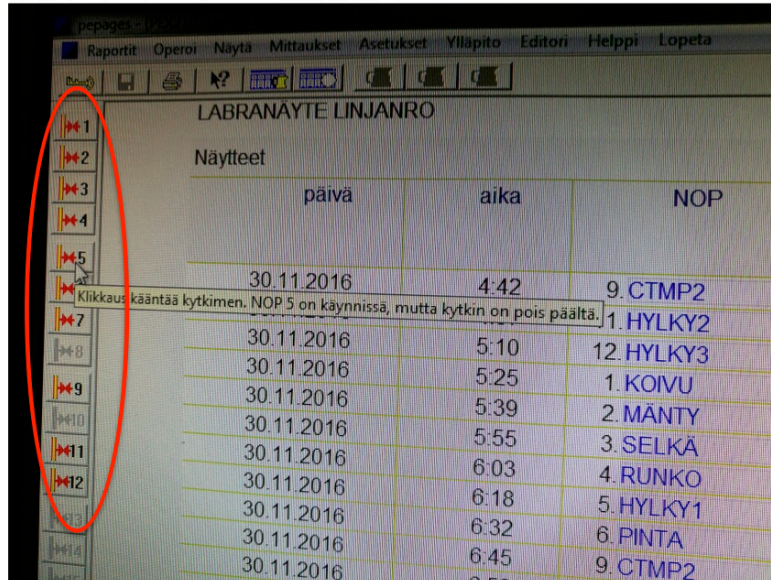 pepages -
Raportit Operoi Näytä Mittaukset Asetukset Ylläpito Editori Helppi Lopeta
LABRANÄYTE LINJANRO
Näytteet
päivä aika NOP
1
2
3
4
5
7
8
9
10
11
12
13
14
30.11.2016 4:42 9. CTMP2
Klikkaus kääntää kytkimen. NOP 5 on käynnissä, mutta kytkin on pois päältä.
1. HYLKY2
30.11.2016 5:10 12. HYLKY3
30.11.2016 5:25 1. KOIVU
30.11.2016 5:39 2. MÄNTY
30.11.2016 5:55 3. SELKÄ
30.11.2016 6:03 4. RUNKO
30.11.2016 6:18 5. HYLKY1
30.11.2016 6:32 6. PINTA
30.11.2016 6:45 9. CTMP2